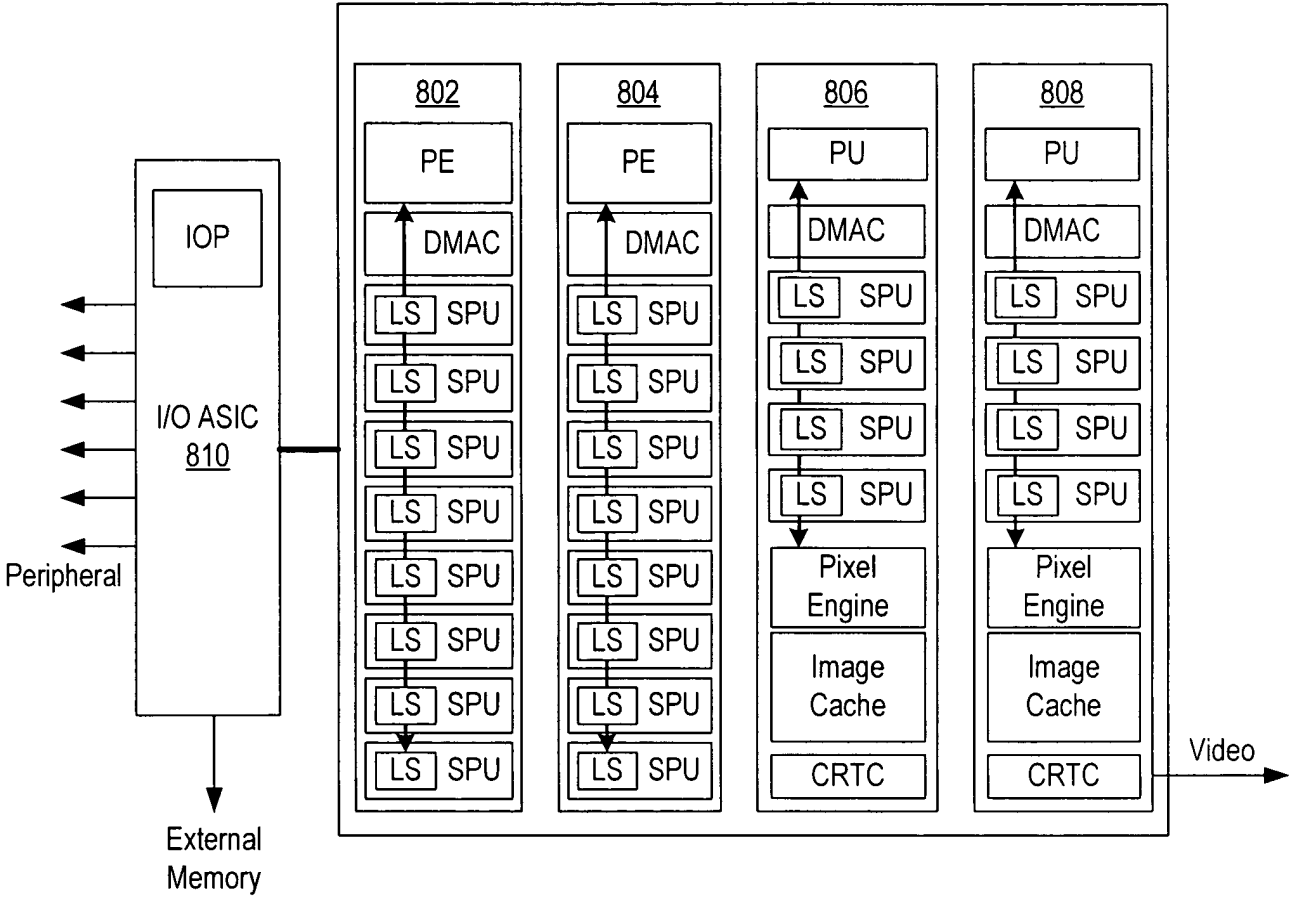 802
PE
DMAC
LS SPU
LS SPU
LS SPU
LS SPU
LS SPU
LS SPU
LS SPU
LS SPU
804
PE
DMAC
LS SPU
LS SPU
LS SPU
LS SPU
LS SPU
LS SPU
LS SPU
LS SPU
806
PU
DMAC
LS SPU
LS SPU
LS SPU
LS SPU
Pixel
Engine
Image
Cache
CRTC
808
PU
DMAC
LS SPU
LS SPU
LS SPU
LS SPU
Pixel
Engine
Image
Cache
CRTC
IOP
I/O ASIC
810
Peripheral
External
Memory
Video